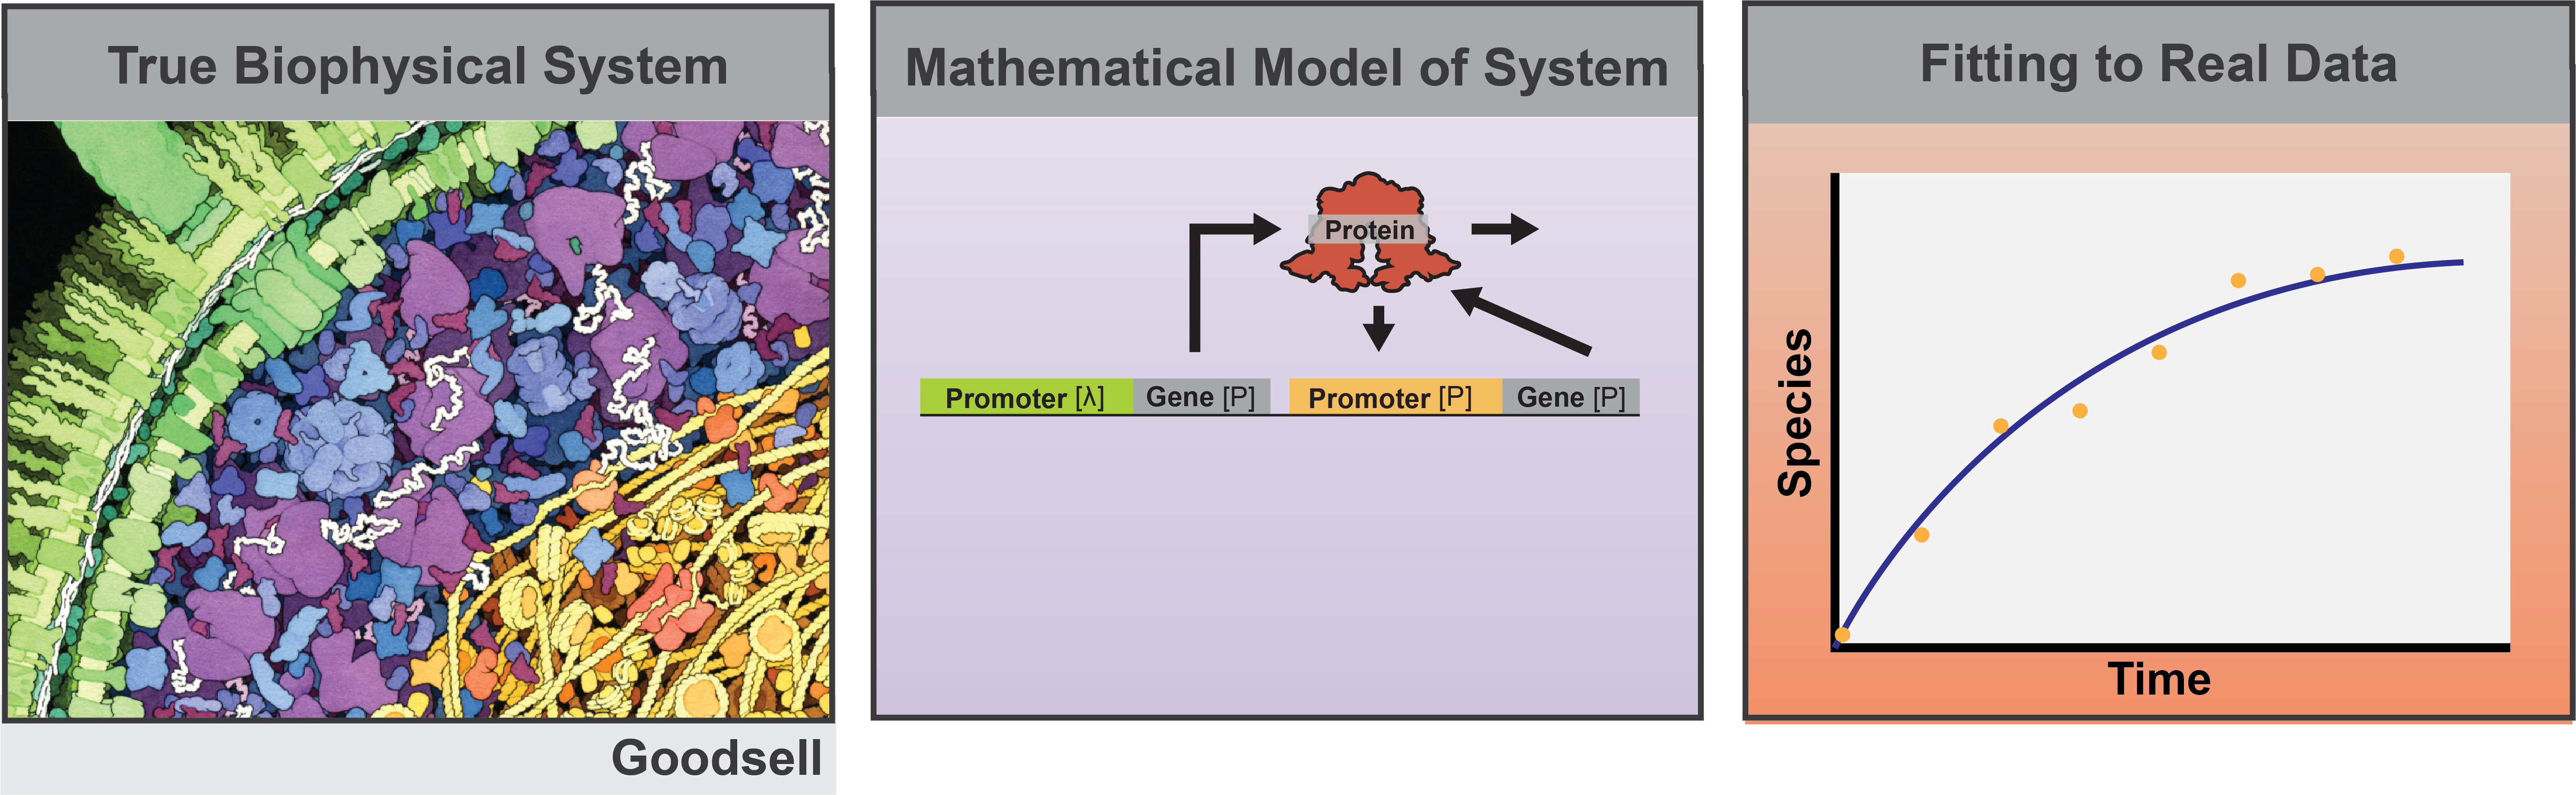 True Biophysical System
Goodsell
Mathematical Model of System
Protein
Promoter [λ]
Gene [P]
Promoter [P]
Gene [P]
Fitting to Real Data
Species
Time